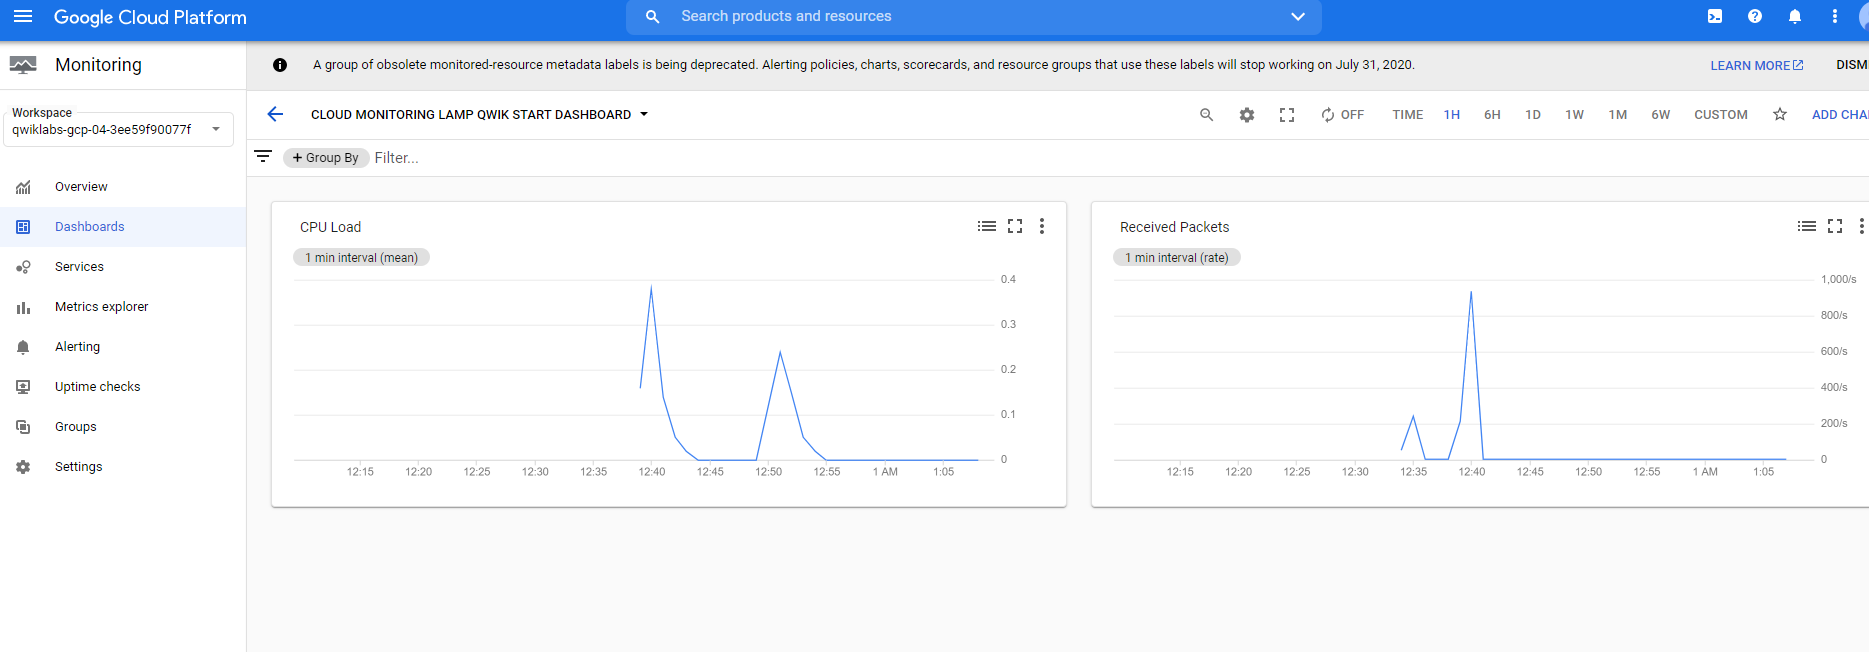 Google Cloud Platform
Search products and resources
Monitoring
A group of obsolete monitored-resource metadata labels is being deprecated. Alerting policies, charts, scorecards, and resource groups that use these labels will stop working on July 31, 2020.
LEARN MORE
DISM
Workspace
qwiklabs-gcp-04-3ee59f90077f
CLOUD MONITORING LAMP QWIK START DASHBOARD
OFF TIME 1H 6H 1D 1W 1M 6W CUSTOM ADD CHA
+ Group By Filter...
Overview
Dashboards
Services
Metrics explorer
Alerting
Uptime checks
Groups
Settings
CPU Load
1 min interval (mean)
0.4
0.3
0.2
0.1
0
12:15 12:20 12:25 12:30 12:35 12:40 12:45 12:50 12:55 1 AM 1:05
Received Packets
1 min interval (rate)
1,000/s
800/s
600/s
400/s
200/s
0
12:15 12:20 12:25 12:30 12:35 12:40 12:45 12:50 12:55 1 AM 1:05